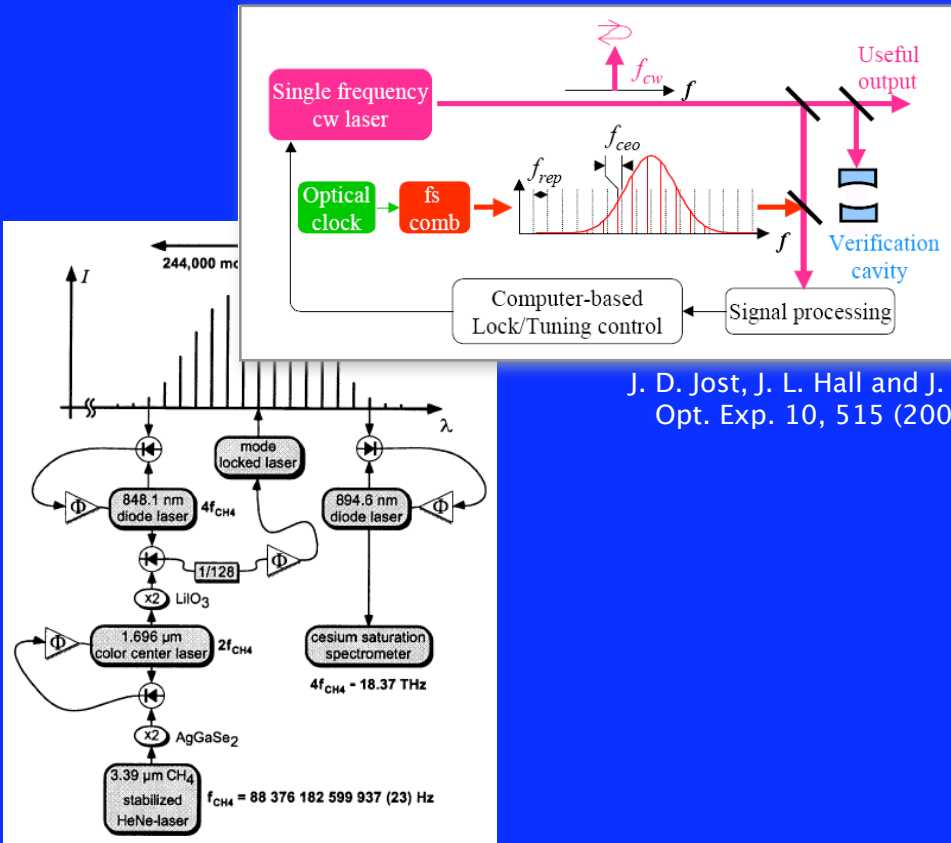 Useful
output
f_cw
f
Single frequency
cw laser
f_ceo
f_rep
Optical
clock
fs
comb
f
Verification
cavity
Computer-based
Lock/Tuning control
Signal processing
244,000
I
λ
J. D. Jost, J. L. Hall and J.
Opt. Exp. 10, 515
mode
locked laser
848.1 nm
diode laser
4f_CH4
Φ
894.6 nm
diode laser
Φ
1/128
Φ
x2 LiIO₃
1.696 μm
color center laser
2f_CH4
Φ
cesium saturation
spectrometer
4f_CH4 - 18.37 THz
x2 AgGaSe₂
3.39 μm CH₄
stabilized
HeNe-laser
f_CH4 = 88 376 182 599 937 (23) Hz